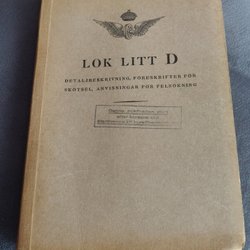 LOK LITT D
DETALJBESKRIVNING, FÖRESKRIFTER FÖR
SKÖTSEL, ANVISNINGAR FÖR FELSÖKNING